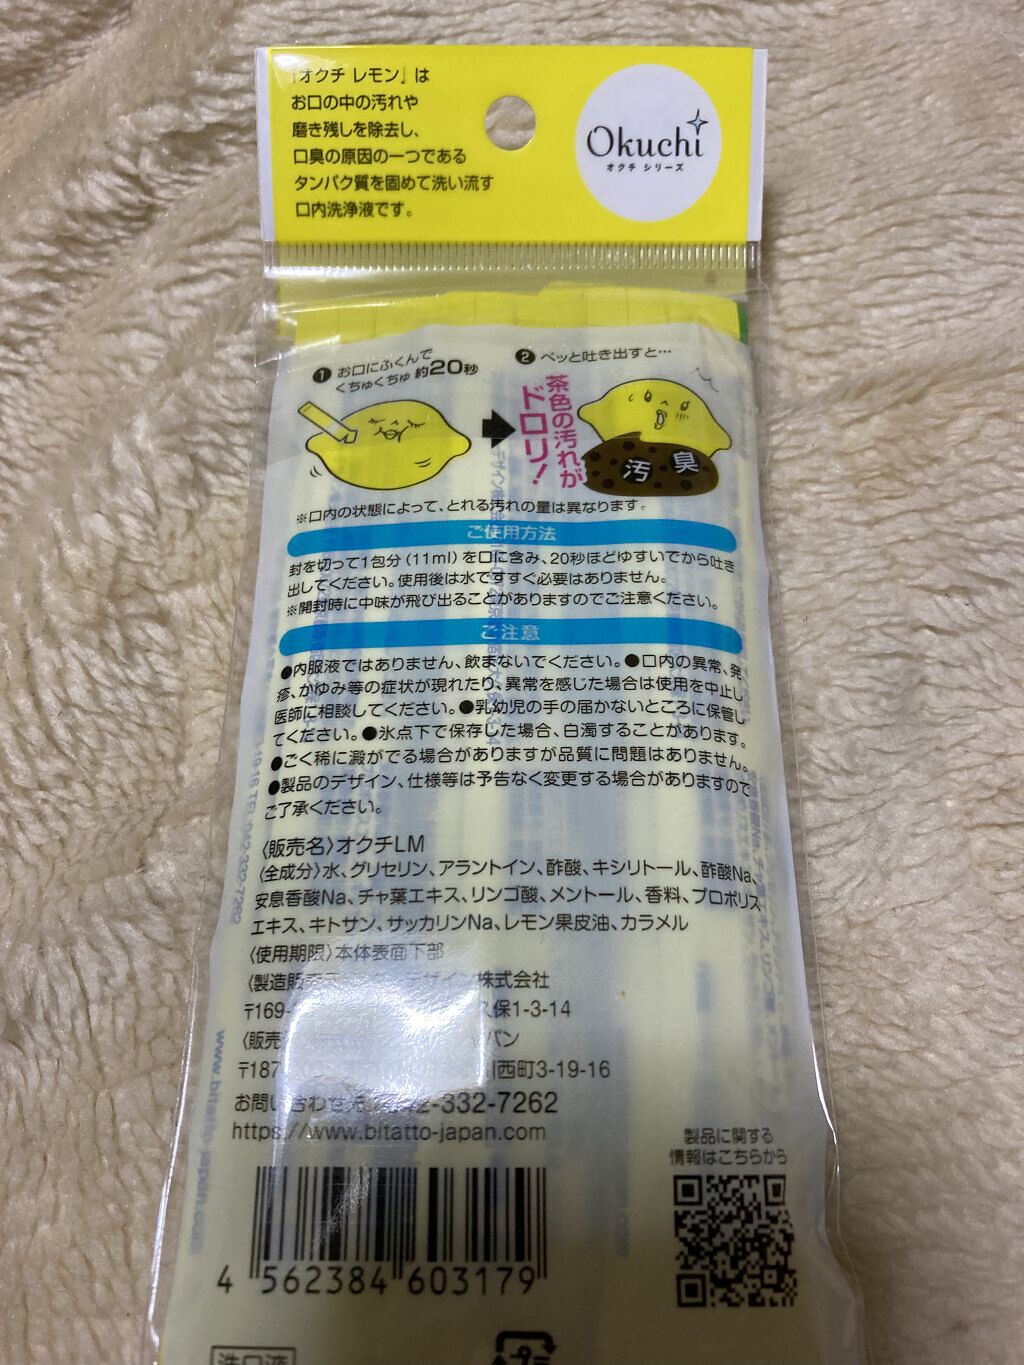 『オクチ レモン』は
お口の中の汚れや
磨き残しを除去し、
口臭の原因の一つである
タンパク質を固めて洗い流す
口内洗浄液です。
Okuchi
オクチ シリーズ
❶ お口にふくんで
くちゅくちゅ 約20秒
❷ ペッと吐き出すと…
茶色の汚れが
ドロリ!
汚 臭
※口内の状態によって、とれる汚れの量は異なります。
ご使用方法
封を切って1包分(11ml)を口に含み、20秒ほどゆすいでから吐き
出してください。使用後は水ですすぐ必要はありません。
※開封時に中味が飛び出ることがありますのでご注意ください。
ご注意
●内服液ではありません、飲まないでください。●口内の異常、発
疹、かゆみ等の症状が現れたり、異常を感じた場合は使用を中止し
医師に相談してください。●乳幼児の手の届かないところに保管し
てください。●氷点下で保存した場合、白濁することがあります。
●ごく稀に澱がでる場合がありますが品質に問題はありません。
●製品のデザイン、仕様等は予告なく変更する場合がありますので
ご了承ください。
〈販売名〉オクチLM
〈全成分〉水、グリセリン、アラントイン、酢酸、キシリトール、酢酸Na、
安息香酸Na、チャ葉エキス、リンゴ酸、メントール、香料、プロポリス
エキス、キトサン、サッカリンNa、レモン果皮油、カラメル
〈使用期限〉本体表面下部
〈製造販売 デザイン株式会社
〒169- 久保1-3-14
〈販売 パン
〒187 川西町3-19-16
お問い合わせ先 042-332-7262
https://www.bitatto-japan.com
製品に関する
情報はこちらから
4 562384 603179
洗口液
プラ
www.bitatto-japan.com